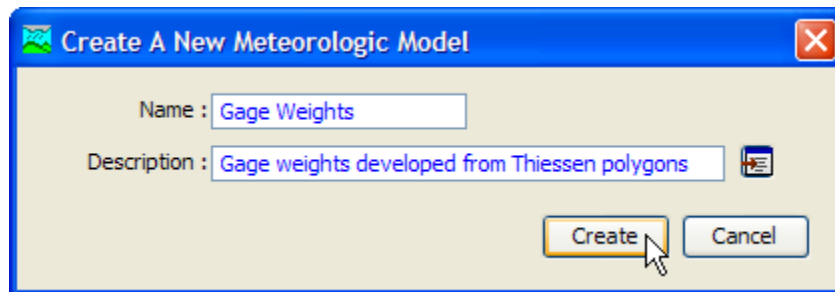 Create A New Meteorologic Model
Name : Gage Weights
Description : Gage weights developed from Thiessen polygons
Create Cancel